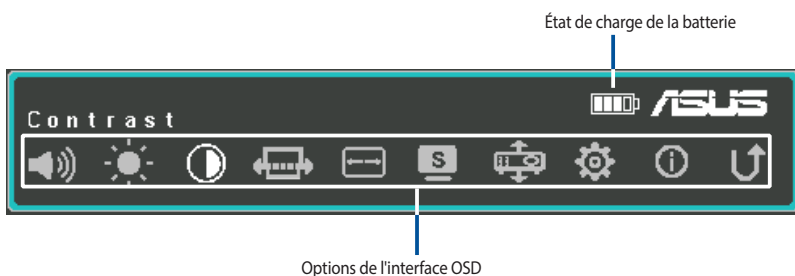 État de charge de la batterie
ASUS
Contrast
S
Options de l'interface OSD